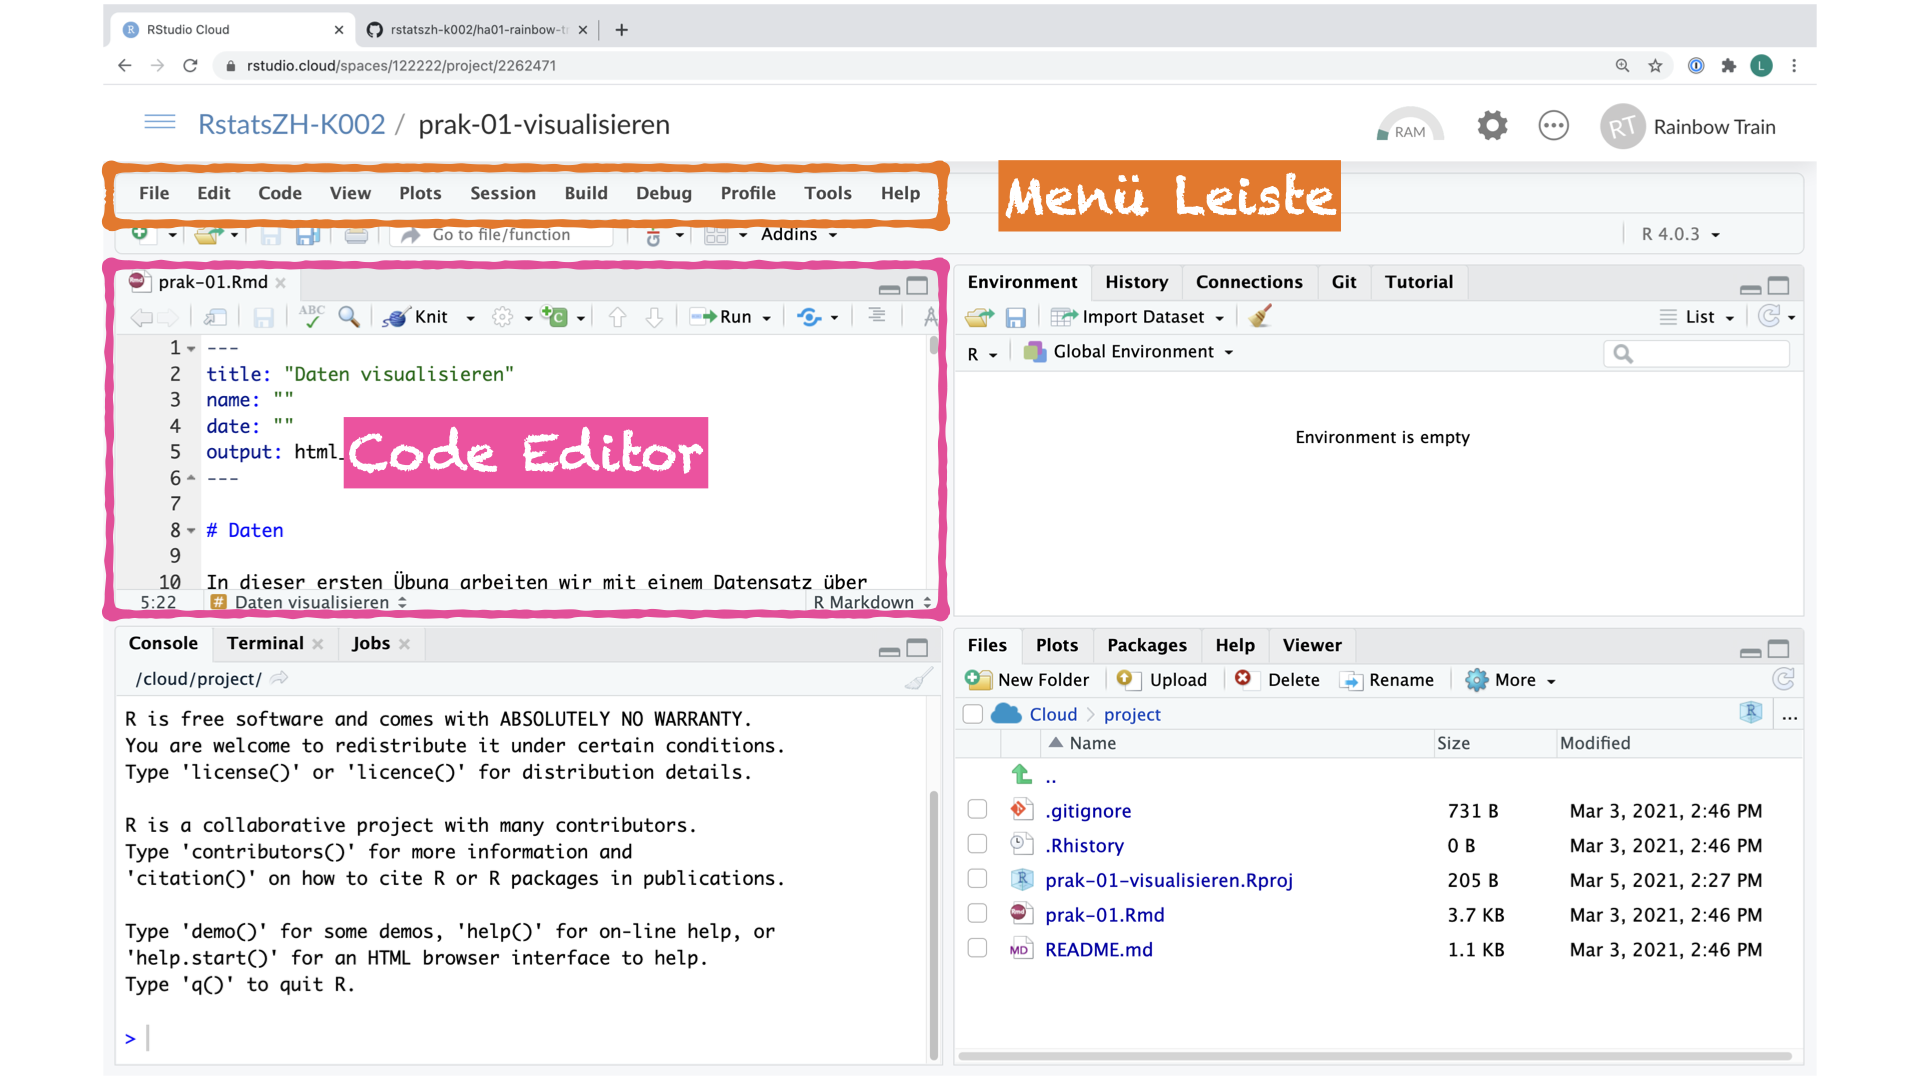 RStudio Cloud
rstatszh-k002/ha01-rainbow-tr
rstudio.cloud/spaces/122222/project/2262471
L
RstatsZH-K002 / prak-01-visualisieren
RAM
RT
Rainbow Train
File Edit Code View Plots Session Build Debug Profile Tools Help
Menü Leiste
Go to file/function
Addins
R 4.0.3
prak-01.Rmd
ABC
Knit
Run
1 ---
2 title: "Daten visualisieren"
3 name: ""
4 date: ""
5 output: html_
Code Editor
6 ---
7
8 # Daten
9
10 In dieser ersten Übung arbeiten wir mit einem Datensatz über
5:22 # Daten visualisieren R Markdown
Environment History Connections Git Tutorial
Import Dataset
List
R Global Environment
Environment is empty
Console Terminal Jobs
/cloud/project/
R is free software and comes with ABSOLUTELY NO WARRANTY.
You are welcome to redistribute it under certain conditions.
Type 'license()' or 'licence()' for distribution details.
R is a collaborative project with many contributors.
Type 'contributors()' for more information and
'citation()' on how to cite R or R packages in publications.
Type 'demo()' for some demos, 'help()' for on-line help, or
'help.start()' for an HTML browser interface to help.
Type 'q()' to quit R.
>
Files Plots Packages Help Viewer
New Folder Upload Delete Rename More
Cloud project ...
Name Size Modified
..
.gitignore 731 B Mar 3, 2021, 2:46 PM
.Rhistory 0 B Mar 3, 2021, 2:46 PM
prak-01-visualisieren.Rproj 205 B Mar 5, 2021, 2:27 PM
prak-01.Rmd 3.7 KB Mar 3, 2021, 2:46 PM
MD README.md 1.1 KB Mar 3, 2021, 2:46 PM